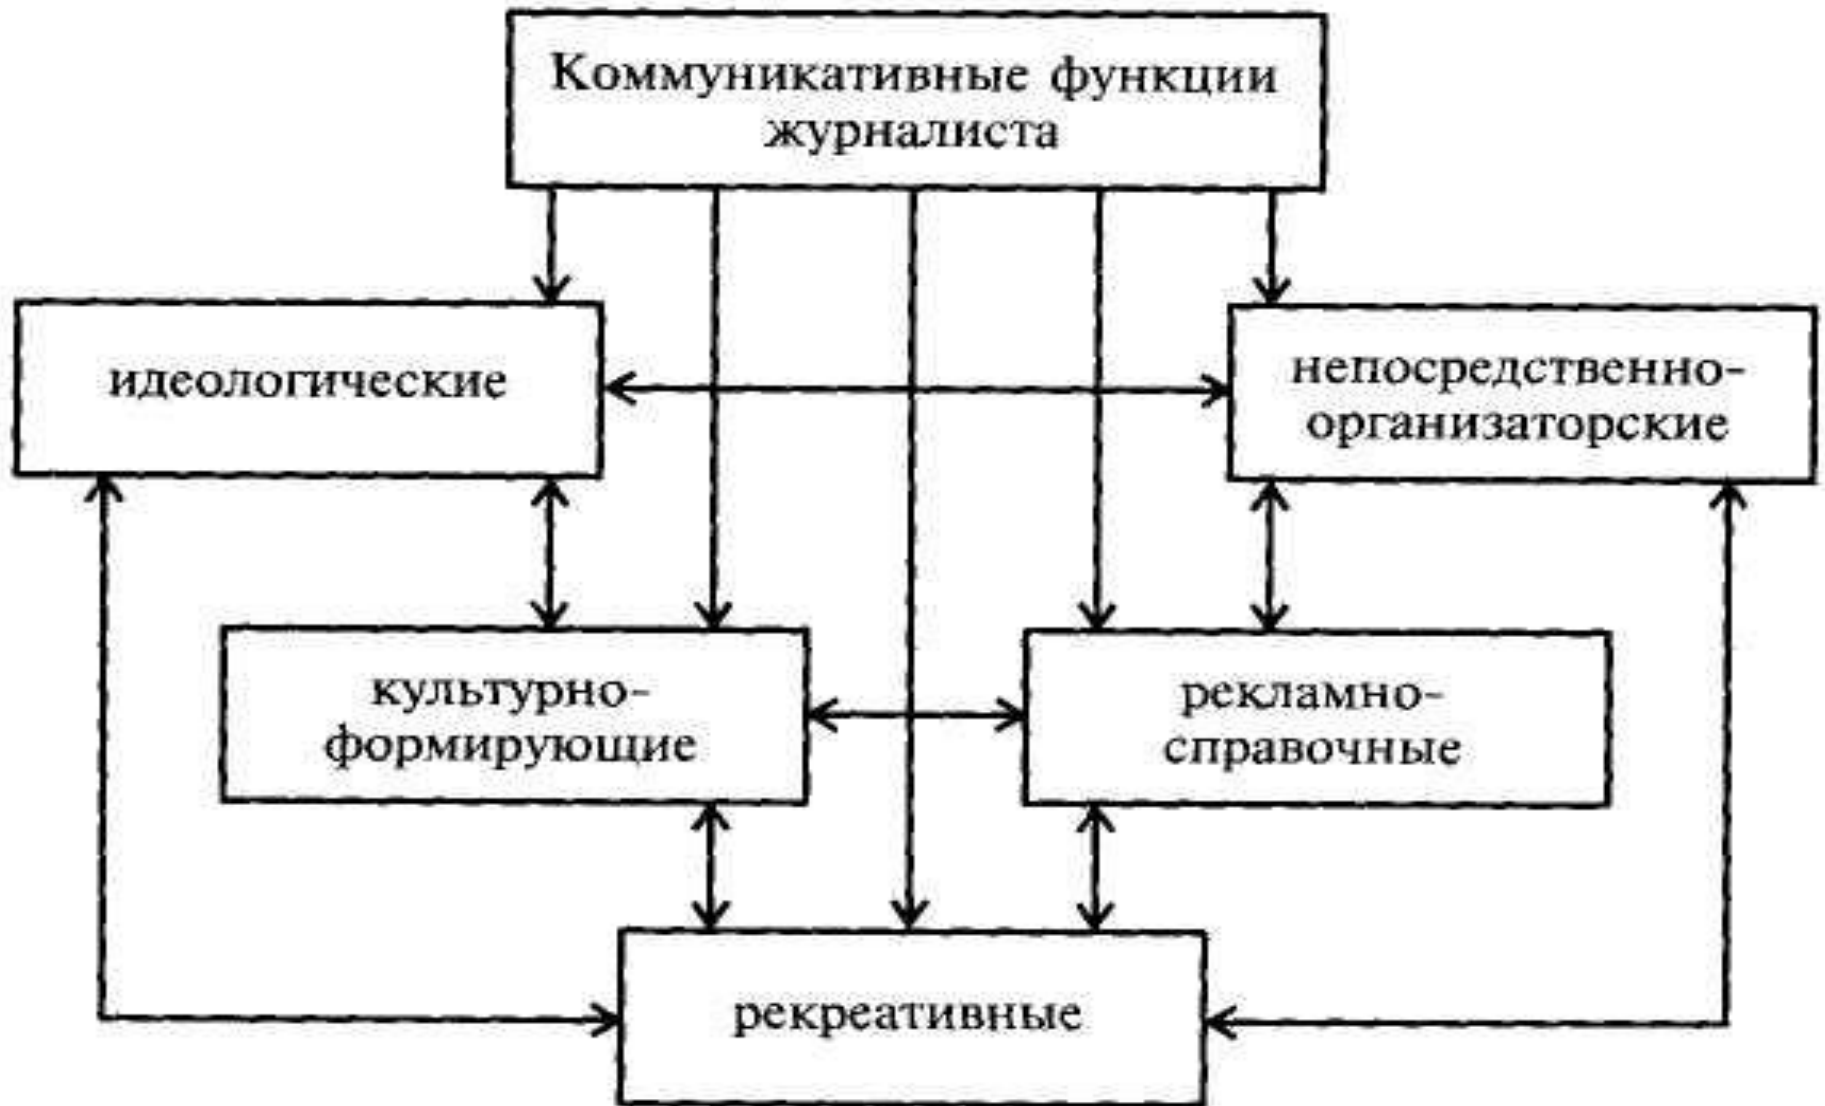 Коммуникативные функции
журналиста
идеологические
непосредственно-
организаторские
культурно-
формирующие
рекламно-
справочные
рекреативные